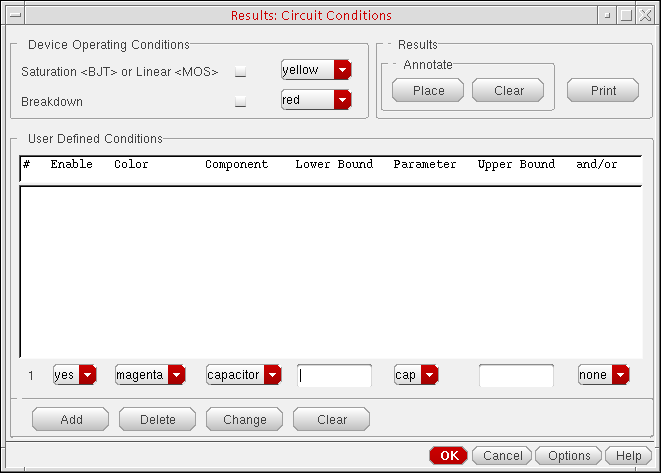 Results: Circuit Conditions
Device Operating Conditions
Saturation <BJT> or Linear <MOS>
yellow
Breakdown
red
Results
Annotate
Place
Clear
Print
User Defined Conditions
# Enable Color Component Lower Bound Parameter Upper Bound and/or
1 yes magenta capacitor cap none
Add Delete Change Clear
OK Cancel Options Help